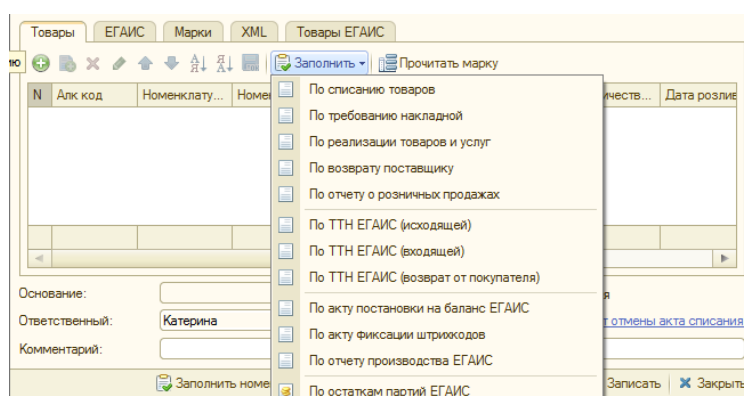 Товары ЕГАИС Марки XML Товары ЕГАИС
ию Заполнить Прочитать марку
N Алк код Номенклату... Номе ичеств... Дата розлив
По списанию товаров
По требованию накладной
По реализации товаров и услуг
По возврату поставщику
По отчету о розничных продажах
По ТТН ЕГАИС (исходящей)
По ТТН ЕГАИС (входящей)
По ТТН ЕГАИС (возврат от покупателя)
Основание: я
По акту постановки на баланс ЕГАИС
Ответственный: Катерина т отмены акта списания
По акту фиксации штрихкодов
Комментарий:
По отчету производства ЕГАИС
Заполнить номе По остаткам партий ЕГАИС Записать Закрыть